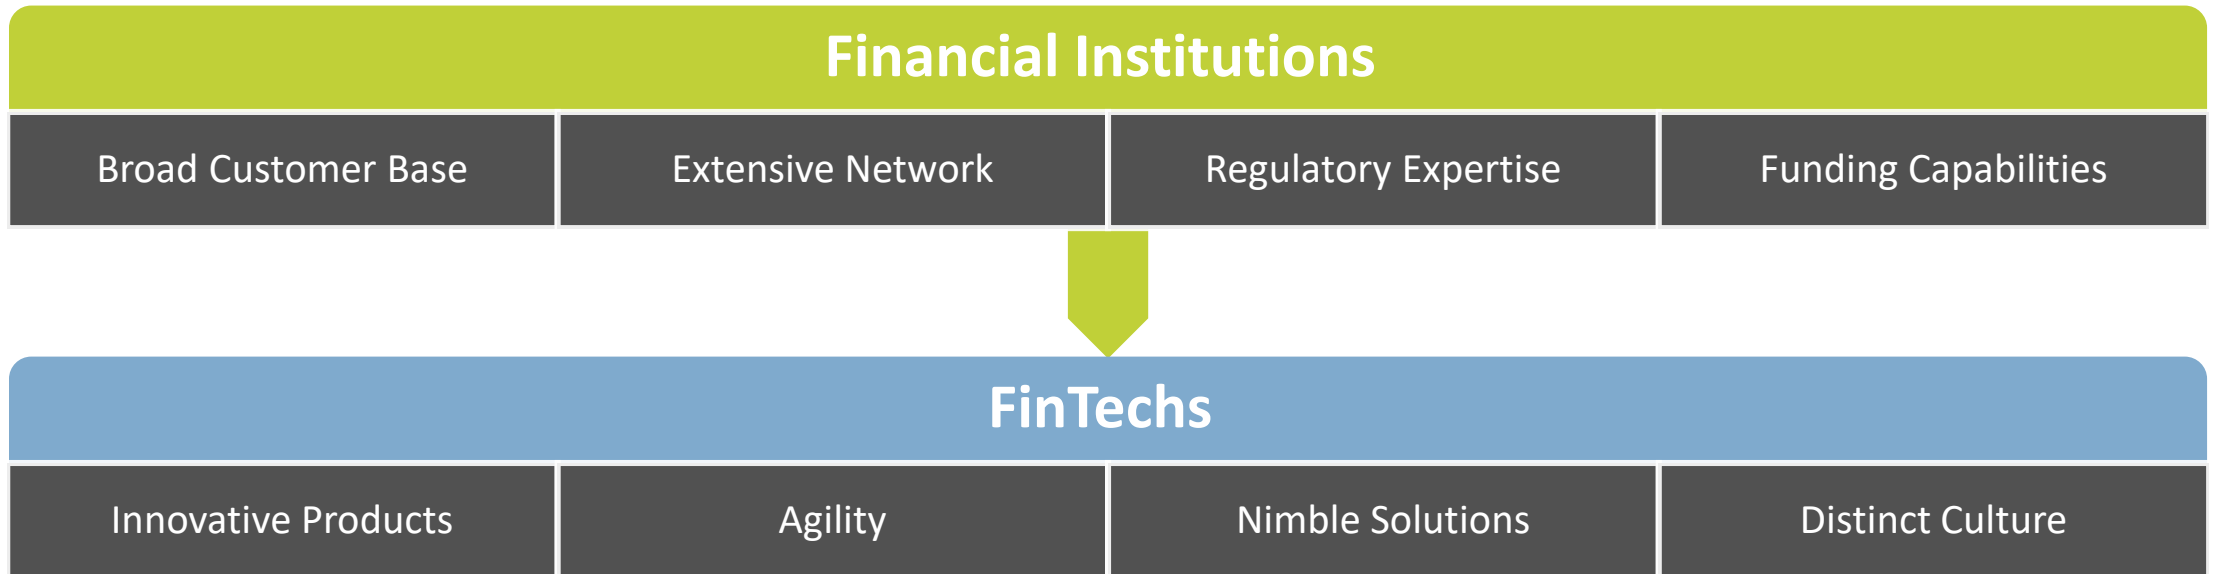 Financial Institutions
Broad Customer Base
Extensive Network
Regulatory Expertise
Funding Capabilities
FinTechs
Innovative Products
Agility
Nimble Solutions
Distinct Culture